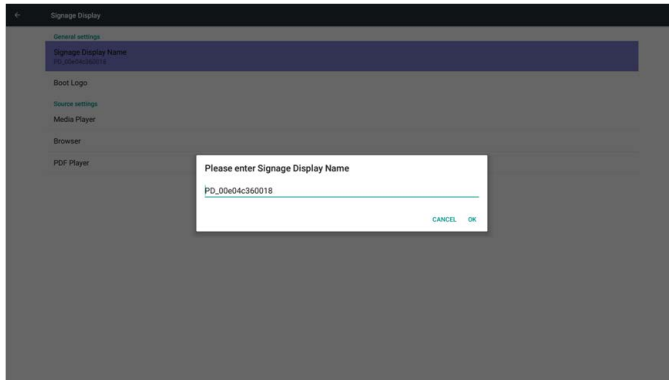 Signage Display
General settings
Signage Display Name
PD_00e04c360018
Boot Logo
Source settings
Media Player
Browser
PDF Player
Please enter Signage Display Name
PD_00e04c360018
CANCEL OK